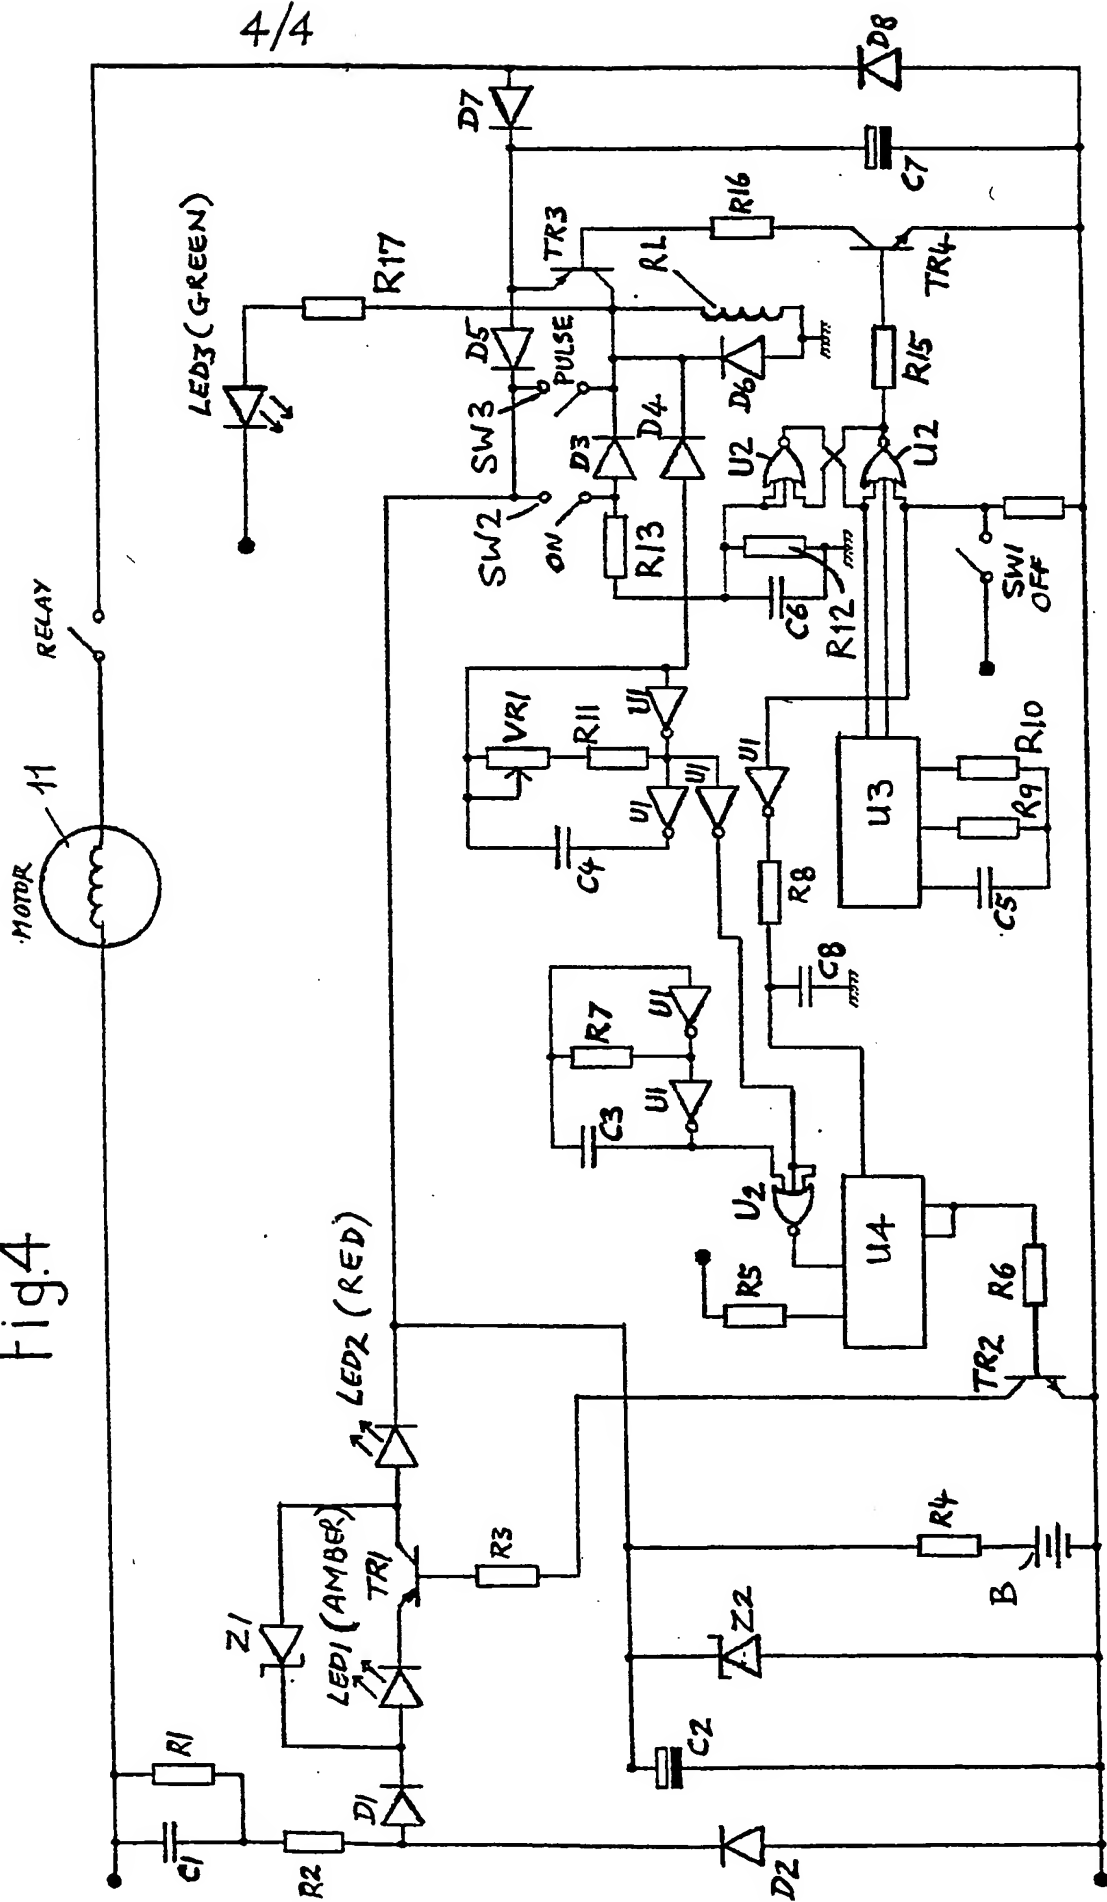 4/4
Fig.4
MOTOR
11
RELAY
LED3 (GREEN)
R17
D7
D8
C7
TR3
R16
TR4
RL
D5
PULSE
SW3
D6
R15
D3
D4
U2
U2
SW2
ON
R13
C6
R12
SW1
OFF
VR1
R11
U1
U1
U1
U1
C4
R8
C8
U3
R10
R9
C5
R7
U1
U1
C3
U2
U4
R5
R6
TR2
LED2 (RED)
Z1
LED1 (AMBER)
TR1
R3
R4
B
Z2
C2
R1
C1
R2
D1
D2